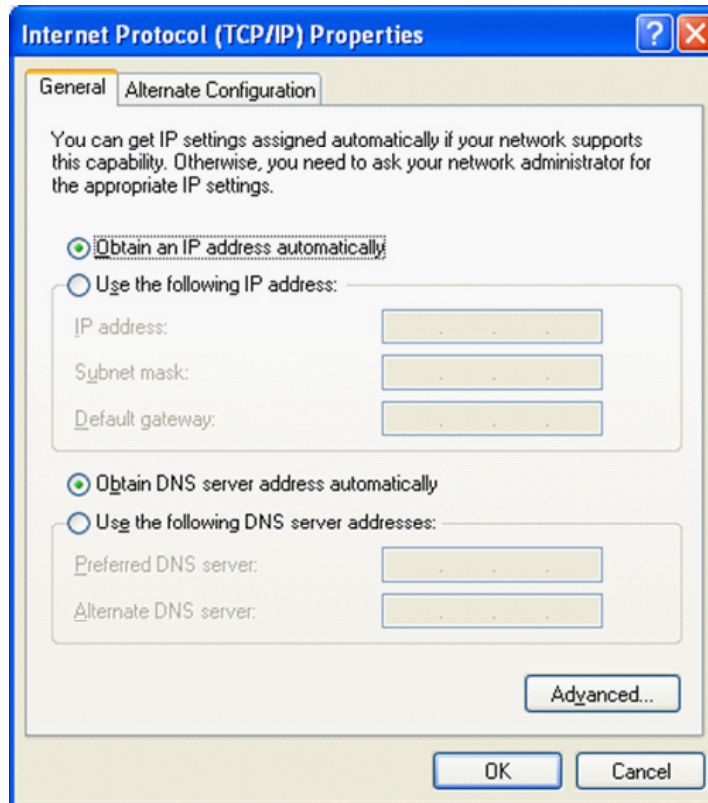 Internet Protocol (TCP/IP) Properties
General
Alternate Configuration
You can get IP settings assigned automatically if your network supports
this capability. Otherwise, you need to ask your network administrator for
the appropriate IP settings.
Obtain an IP address automatically
Use the following IP address:
IP address:
Subnet mask:
Default gateway:
Obtain DNS server address automatically
Use the following DNS server addresses:
Preferred DNS server:
Alternate DNS server:
Advanced...
OK
Cancel